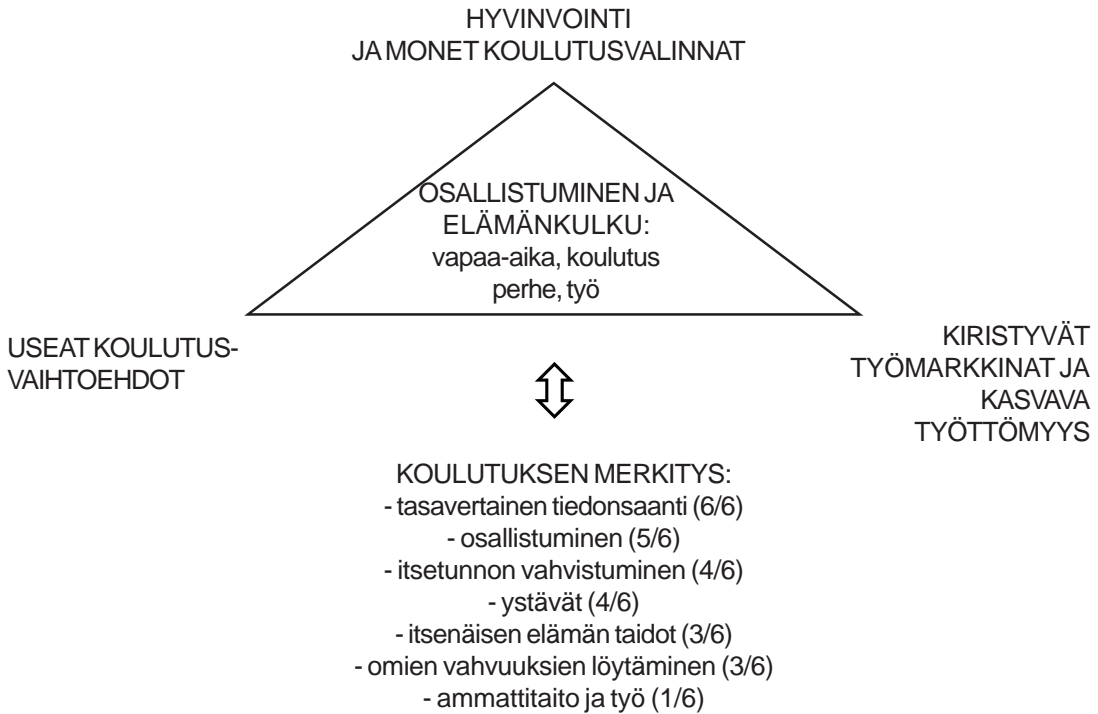 HYVINVOINTI
JA MONET KOULUTUSVALINNAT
OSALLISTUMINEN JA
ELÄMÄNKULKU:
vapaa-aika, koulutus
perhe, työ
USEAT KOULUTUS-
VAIHTOEHDOT
KIRISTYVÄT
TYÖMARKKINAT JA
KASVAVA
TYÖTTÖMYYS
KOULUTUKSEN MERKITYS:
- tasavertainen tiedonsaanti (6/6)
- osallistuminen (5/6)
- itsetunnon vahvistuminen (4/6)
- ystävät (4/6)
- itsenäisen elämän taidot (3/6)
- omien vahvuuksien löytäminen (3/6)
- ammattitaito ja työ (1/6)